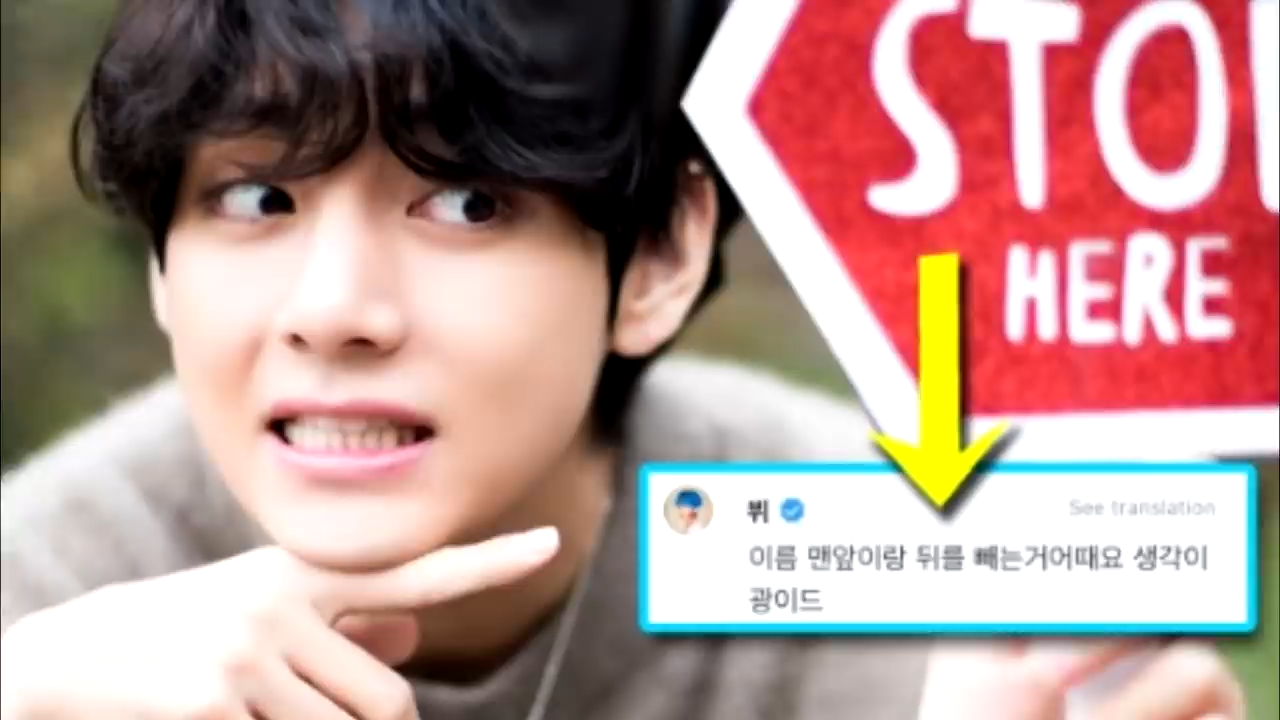 STO
HERE
뷔
See translation
이름 맨앞이랑 뒤를 빼는거어때요 생각이
광이드